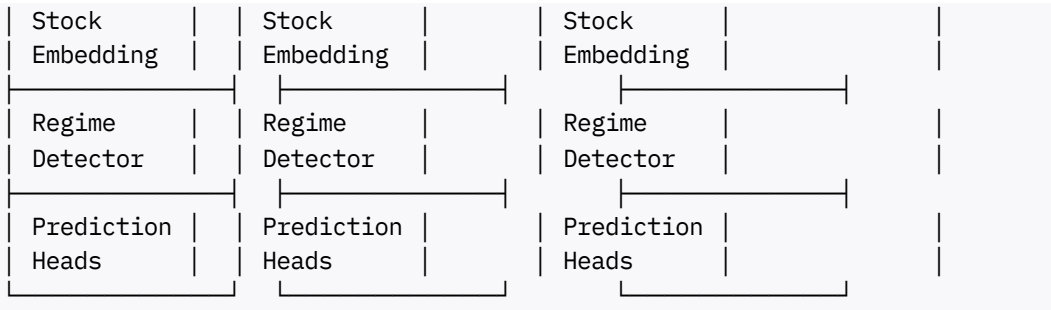 │ Stock       │  │ Stock       │       │ Stock       │             │
│ Embedding   │  │ Embedding   │       │ Embedding   │             │
├─────────────┤  ├─────────────┤       ├─────────────┤
│ Regime      │  │ Regime      │       │ Regime      │             │
│ Detector    │  │ Detector    │       │ Detector    │             │
├─────────────┤  ├─────────────┤       ├─────────────┤
│ Prediction  │  │ Prediction  │       │ Prediction  │             │
│ Heads       │  │ Heads       │       │ Heads       │             │
└─────────────┘  └─────────────┘       └─────────────┘